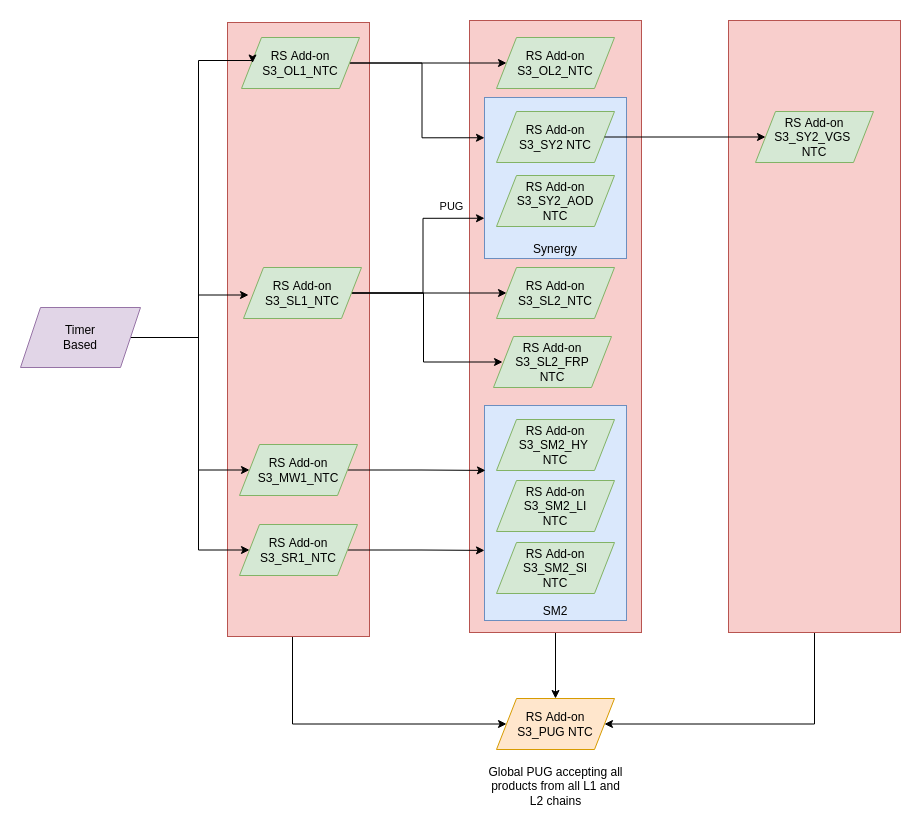 Timer
Based
RS Add-on
S3_OL1_NTC
RS Add-on
S3_SL1_NTC
RS Add-on
S3_MW1_NTC
RS Add-on
S3_SR1_NTC
PUG
RS Add-on
S3_OL2_NTC
RS Add-on
S3_SY2 NTC
RS Add-on
S3_SY2_AOD
NTC
Synergy
RS Add-on
S3_SL2_NTC
RS Add-on
S3_SL2_FRP
NTC
RS Add-on
S3_SM2_HY
NTC
RS Add-on
S3_SM2_LI
NTC
RS Add-on
S3_SM2_SI
NTC
SM2
RS Add-on
S3_SY2_VGS
NTC
RS Add-on
S3_PUG NTC
Global PUG accepting all
products from all L1 and
L2 chains